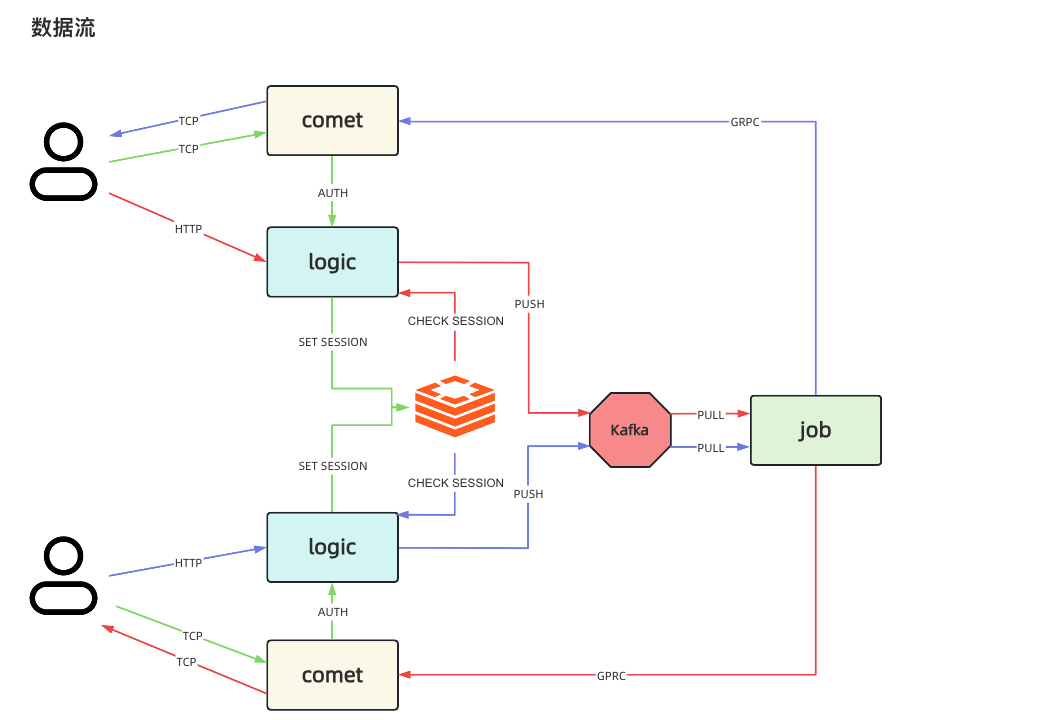 数据流
comet
TCP
GRPC
TCP
AUTH
HTTP
logic
PUSH
CHECK SESSION
SET SESSION
PULL
Kafka
job
PULL
SET SESSION
CHECK SESSION
PUSH
logic
HTTP
AUTH
TCP
TCP
comet
GPRC